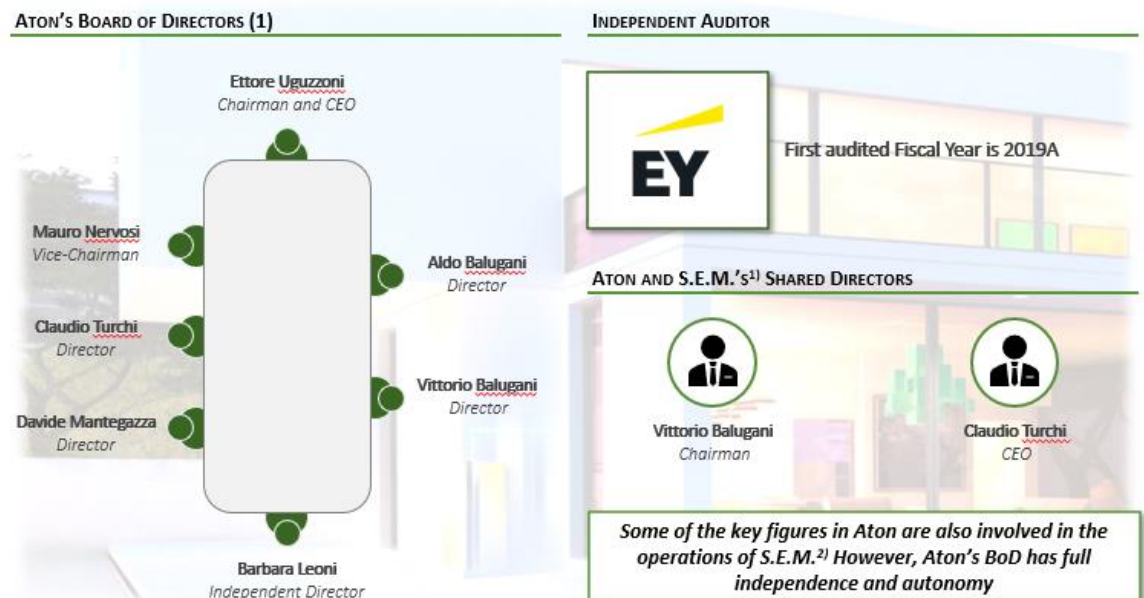 ATON'S BOARD OF DIRECTORS (1)
Ettore Uguzzoni
Chairman and CEO
Mauro Nervosi
Vice-Chairman
Claudio Turchi
Director
Davide Mantegazza
Director
Aldo Balugani
Director
Vittorio Balugani
Director
Barbara Leoni
Independent Director
INDEPENDENT AUDITOR
EY
First audited Fiscal Year is 2019A
ATON AND S.E.M.'S¹⁾ SHARED DIRECTORS
Vittorio Balugani
Chairman
Claudio Turchi
CEO
Some of the key figures in Aton are also involved in the
operations of S.E.M.²⁾ However, Aton's BoD has full
independence and autonomy